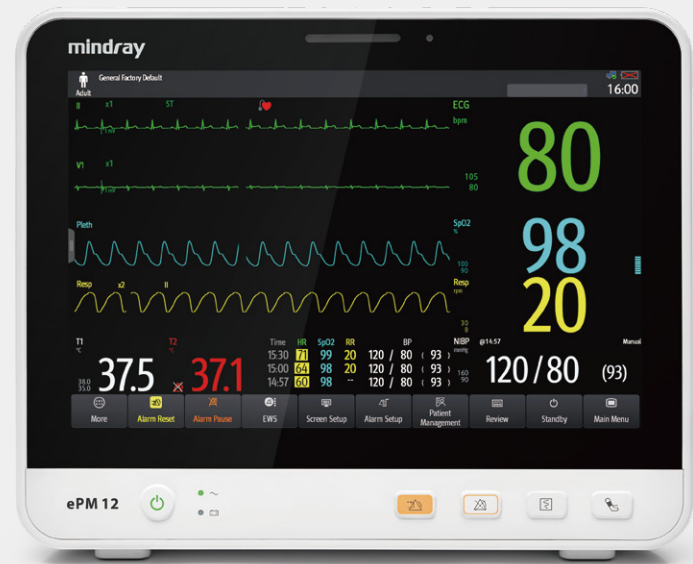 mindray
General Factory Default
Adult
16:00
II x1 ST
ECG
bpm
80
1mV
V1 x1
105
80
1mV
Pleth
SpO2
%
98
100
90
Resp x2 II
Resp
rpm
20
30
8
T1
℃
38.0
35.0
37.5
T2
℃
37.1
Time HR SpO2 RR BP
15:30 71 99 20 120 / 80 ( 93 )
15:00 64 98 20 120 / 80 ( 93 )
14:57 60 98 -- 120 / 80 ( 93 )
NIBP @14:57 Manual
mmHg
160
90
120/80 (93)
More
Alarm Reset
Alarm Pause
EWS
Screen Setup
Alarm Setup
Patient
Management
Review
Standby
Main Menu
ePM 12